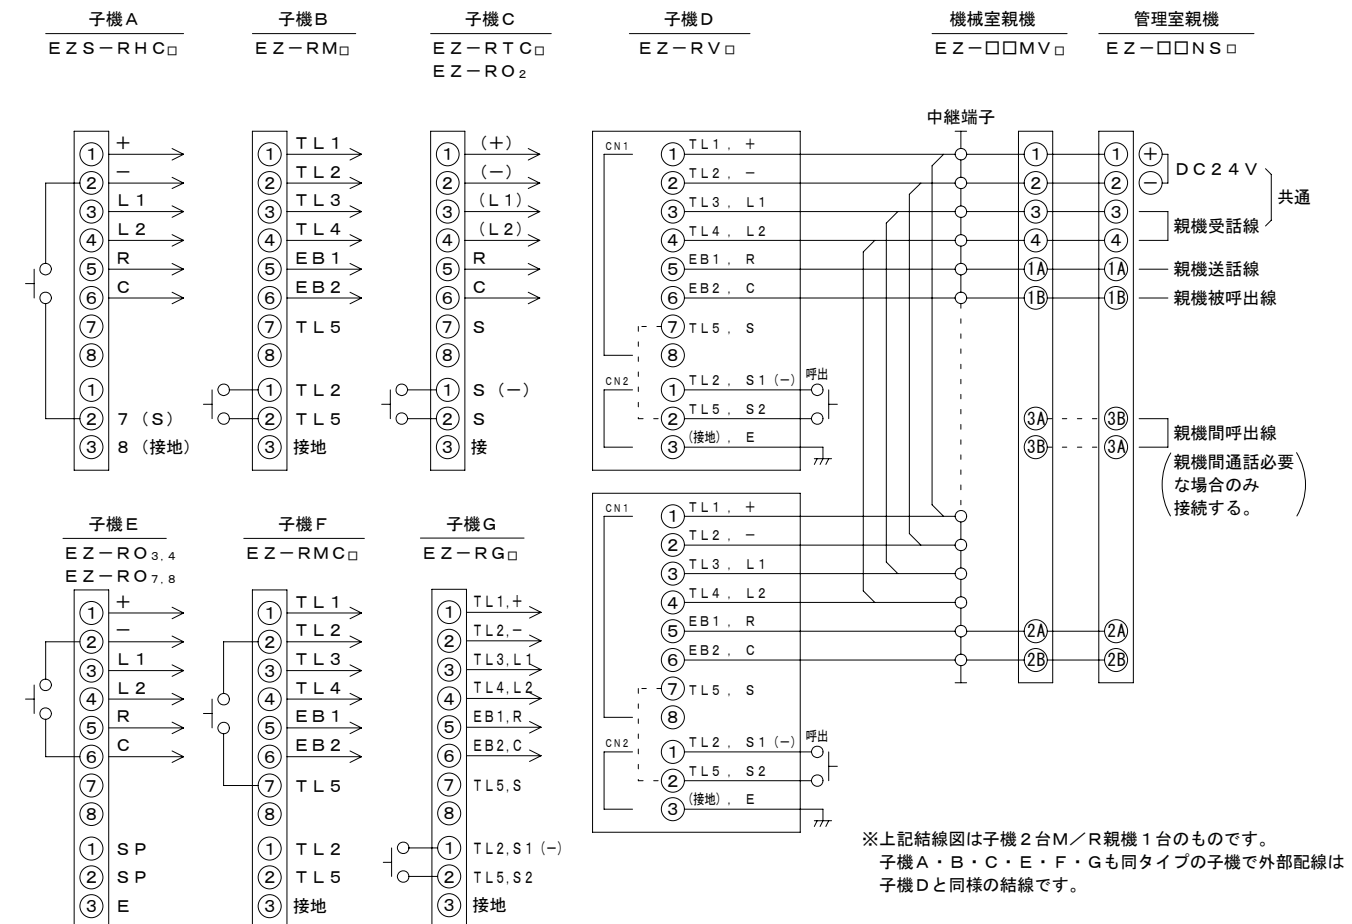 子機A
EZS-RHC□
① +
② -
③ L1
④ L2
⑤ R
⑥ C
⑦
⑧
①
② 7 (S)
③ 8 (接地)
子機B
EZ-RM□
① TL1
② TL2
③ TL3
④ TL4
⑤ EB1
⑥ EB2
⑦ TL5
⑧
① TL2
② TL5
③ 接地
子機C
EZ-RTC□
EZ-RO2
① (+)
② (-)
③ (L1)
④ (L2)
⑤ R
⑥ C
⑦ S
⑧
① S (-)
② S
③ 接
子機D
EZ-RV□
CN1
① TL1, +
② TL2, -
③ TL3, L1
④ TL4, L2
⑤ EB1, R
⑥ EB2, C
⑦ TL5, S
⑧
CN2
① TL2, S1(-)
② TL5, S2
③ (接地), E
呼出
CN1
① TL1, +
② TL2, -
③ TL3, L1
④ TL4, L2
⑤ EB1, R
⑥ EB2, C
⑦ TL5, S
⑧
CN2
① TL2, S1(-)
② TL5, S2
③ (接地), E
呼出
中継端子
機械室親機
EZ-□□MV□
① ② ③ ④ 1A 1B
3A
3B
2A
2B
管理室親機
EZ-□□NS□
① ② ③ ④ 1A 1B
3B
3A
2A
2B
+
-
DC24V
共通
親機受話線
親機送話線
親機被呼出線
親機間呼出線
(親機間通話必要
な場合のみ
接続する。)
子機E
EZ-RO3,4
EZ-RO7,8
① +
② -
③ L1
④ L2
⑤ R
⑥ C
⑦
⑧
① SP
② SP
③ E
子機F
EZ-RMC□
① TL1
② TL2
③ TL3
④ TL4
⑤ EB1
⑥ EB2
⑦ TL5
⑧
① TL2
② TL5
③ 接地
子機G
EZ-RG□
① TL1,+
② TL2,-
③ TL3,L1
④ TL4,L2
⑤ EB1,R
⑥ EB2,C
⑦ TL5,S
⑧
① TL2,S1(-)
② TL5,S2
③ 接地
※上記結線図は子機2台M/R親機1台のものです。
子機A・B・C・E・F・Gも同タイプの子機で外部配線は
子機Dと同様の結線です。